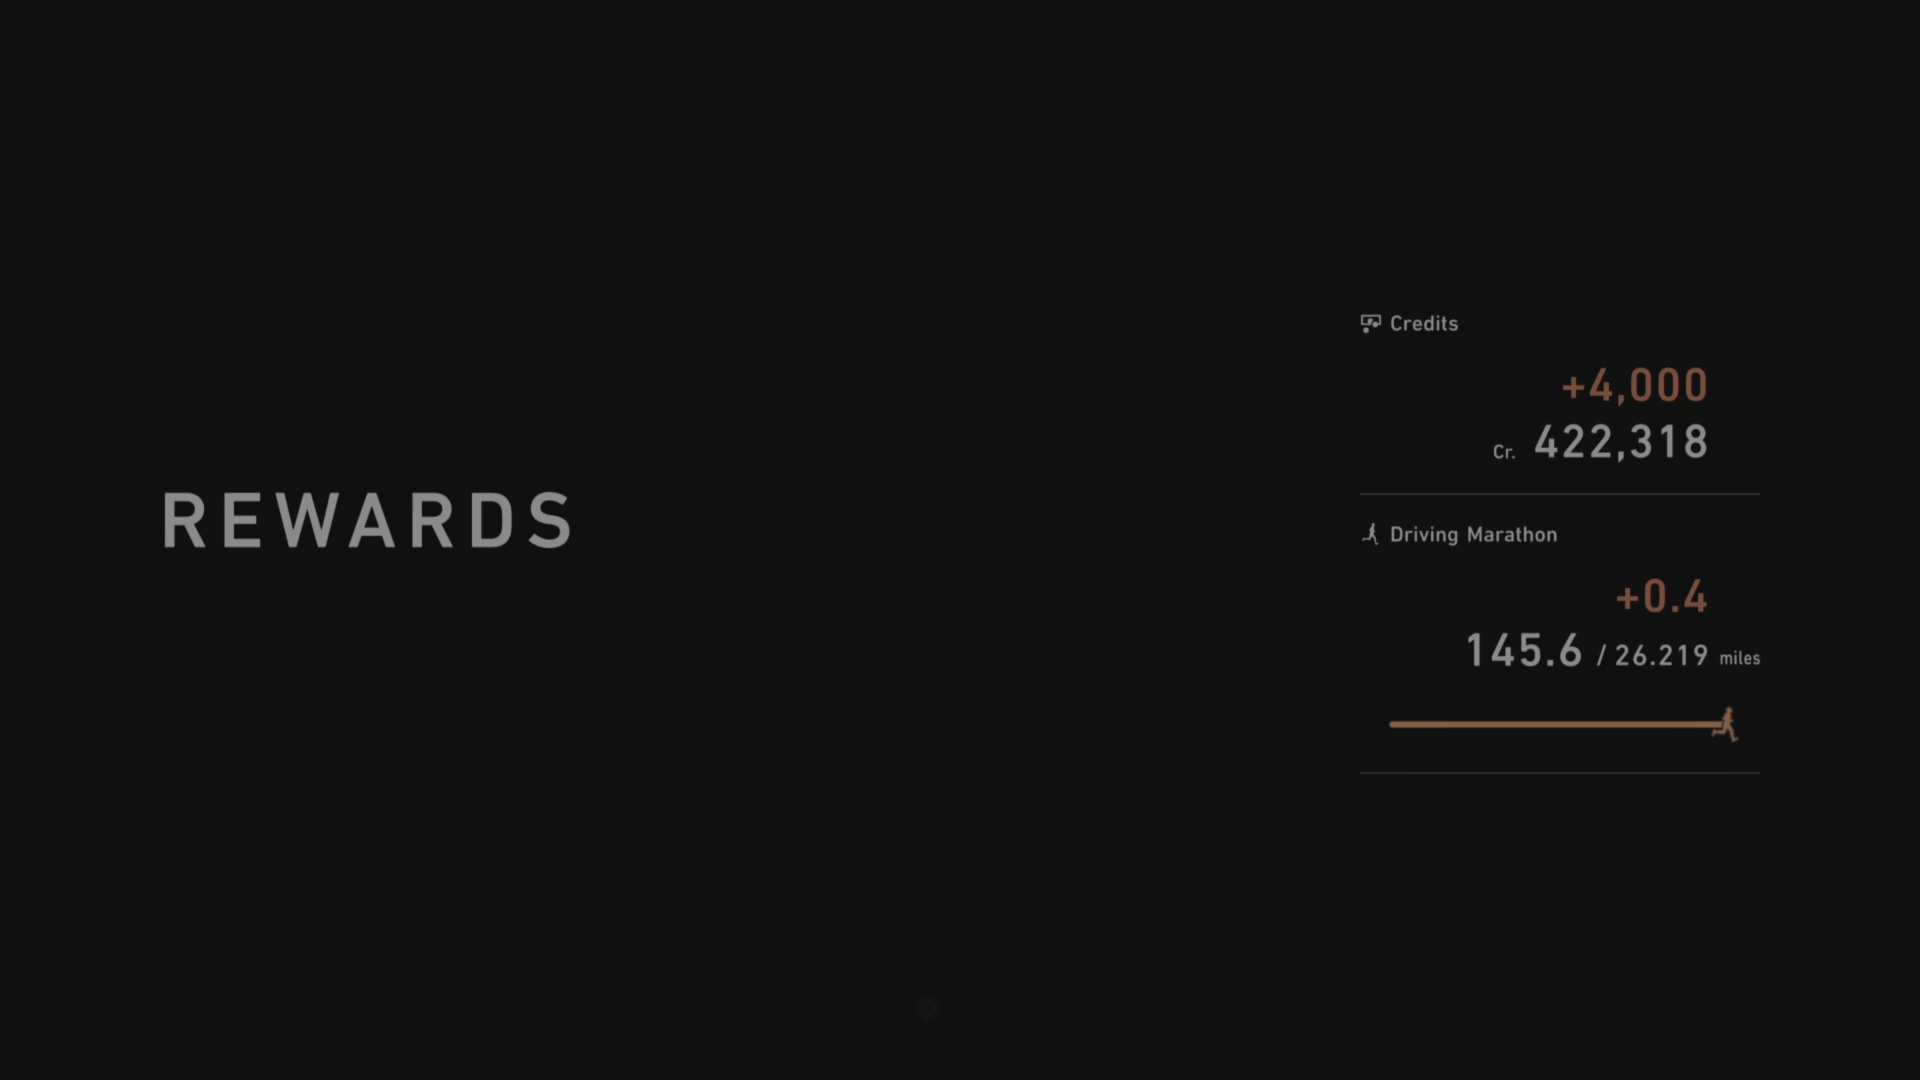 REWARDS
Credits
+4,000
Cr. 422,318
Driving Marathon
+0.4
145.6 / 26.219 miles